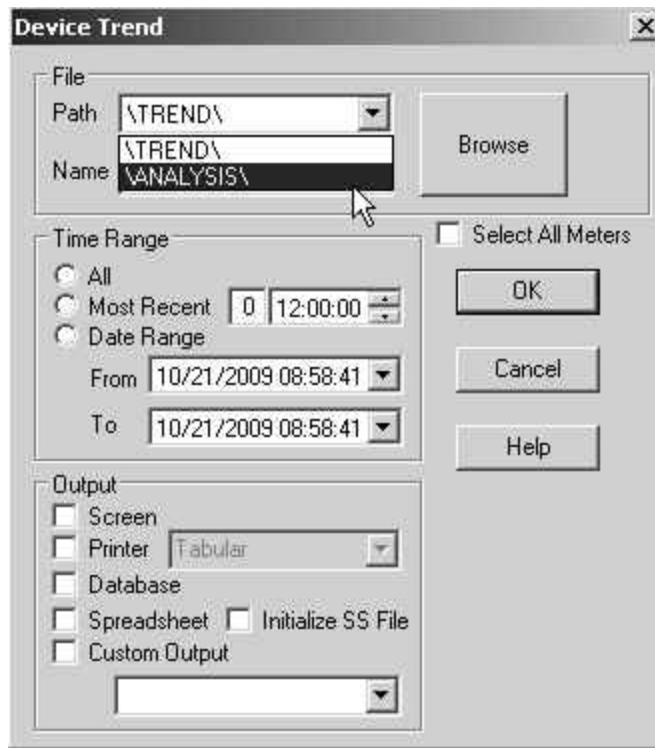 Device Trend
File
Path \TREND\
\TREND\
Name \ANALYSIS\
Browse
Time Range
Select All Meters
All
Most Recent 0 12:00:00
Date Range
From 10/21/2009 08:58:41
To 10/21/2009 08:58:41
OK
Cancel
Help
Output
Screen
Printer Tabular
Database
Spreadsheet Initialize SS File
Custom Output